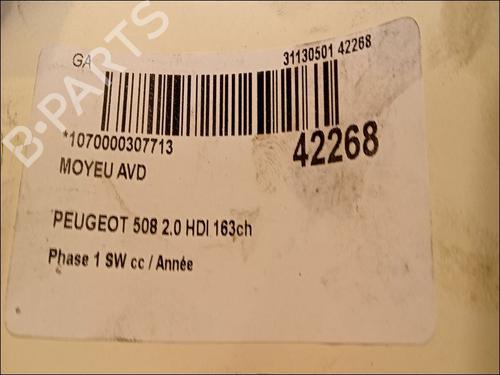 GA
31130501 42268
*1070000307713
42268
MOYEU AVD
PEUGEOT 508 2.0 HDI 163ch
Phase 1 SW cc / Année
B-PARTS